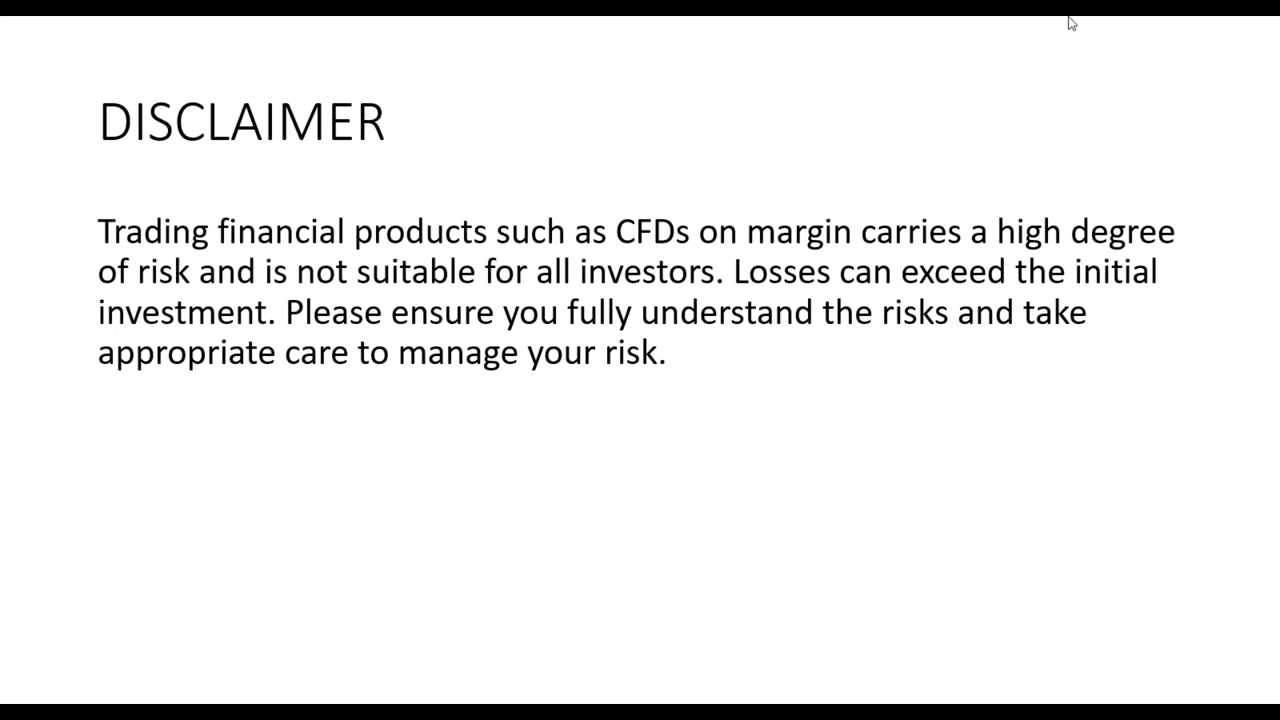 DISCLAIMER
Trading financial products such as CFDs on margin carries a high degree
of risk and is not suitable for all investors. Losses can exceed the initial
investment. Please ensure you fully understand the risks and take
appropriate care to manage your risk.